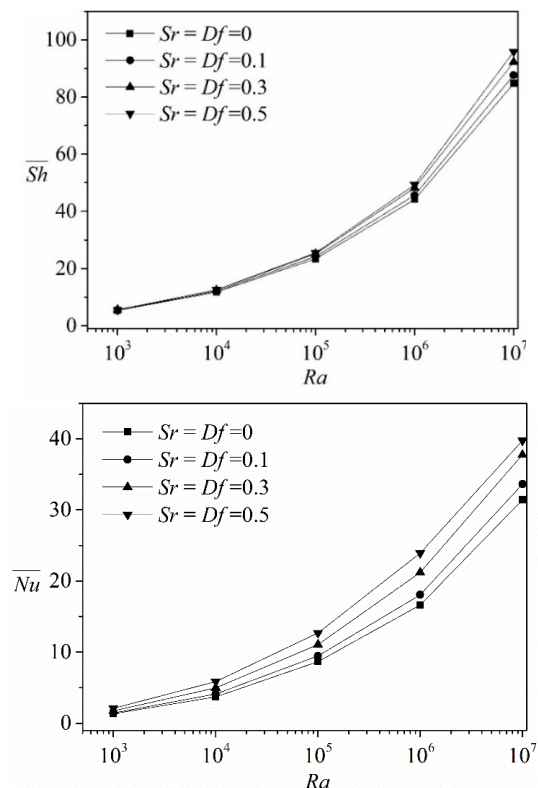 100
80
60
40
20
0
Sr = Df=0
Sr = Df=0.1
Sr = Df=0.3
Sr = Df=0.5
Sh
10³ 10⁴ 10⁵ 10⁶ 10⁷
Ra
40
30
20
10
0
Sr = Df=0
Sr = Df=0.1
Sr = Df=0.3
Sr = Df=0.5
Nu
10³ 10⁴ 10⁵ 10⁶ 10⁷
Ra